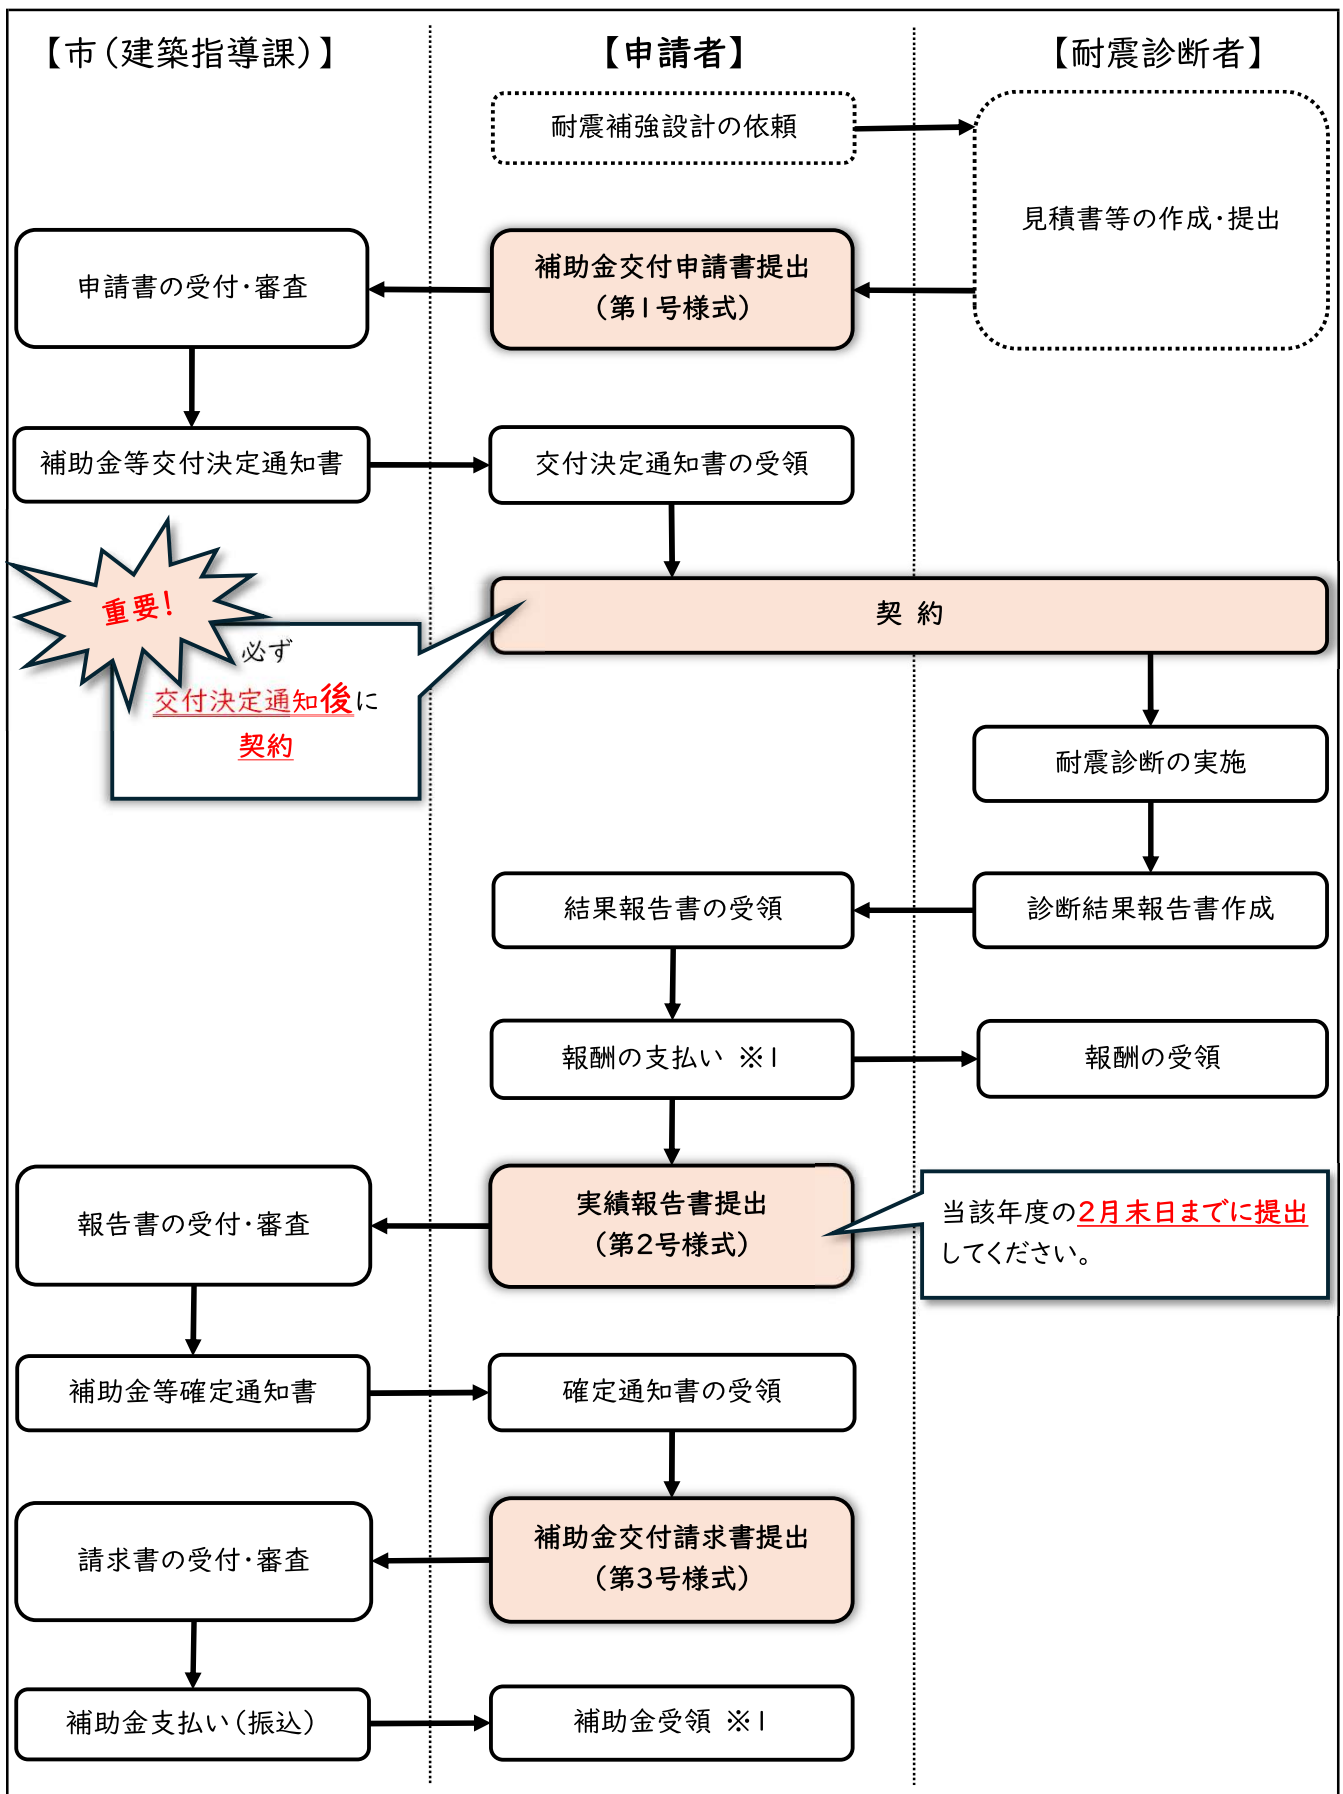 【市（建築指導課）】
【申請者】
【耐震診断者】
耐震補強設計の依頼
見積書等の作成・提出
申請書の受付・審査
補助金交付申請書提出
（第1号様式）
補助金等交付決定通知書
交付決定通知書の受領
重要！
必ず
交付決定通知後に
契約
契 約
耐震診断の実施
結果報告書の受領
診断結果報告書作成
報酬の支払い ※1
報酬の受領
報告書の受付・審査
実績報告書提出
（第2号様式）
当該年度の2月末日までに提出
してください。
補助金等確定通知書
確定通知書の受領
請求書の受付・審査
補助金交付請求書提出
（第3号様式）
補助金支払い（振込）
補助金受領 ※1